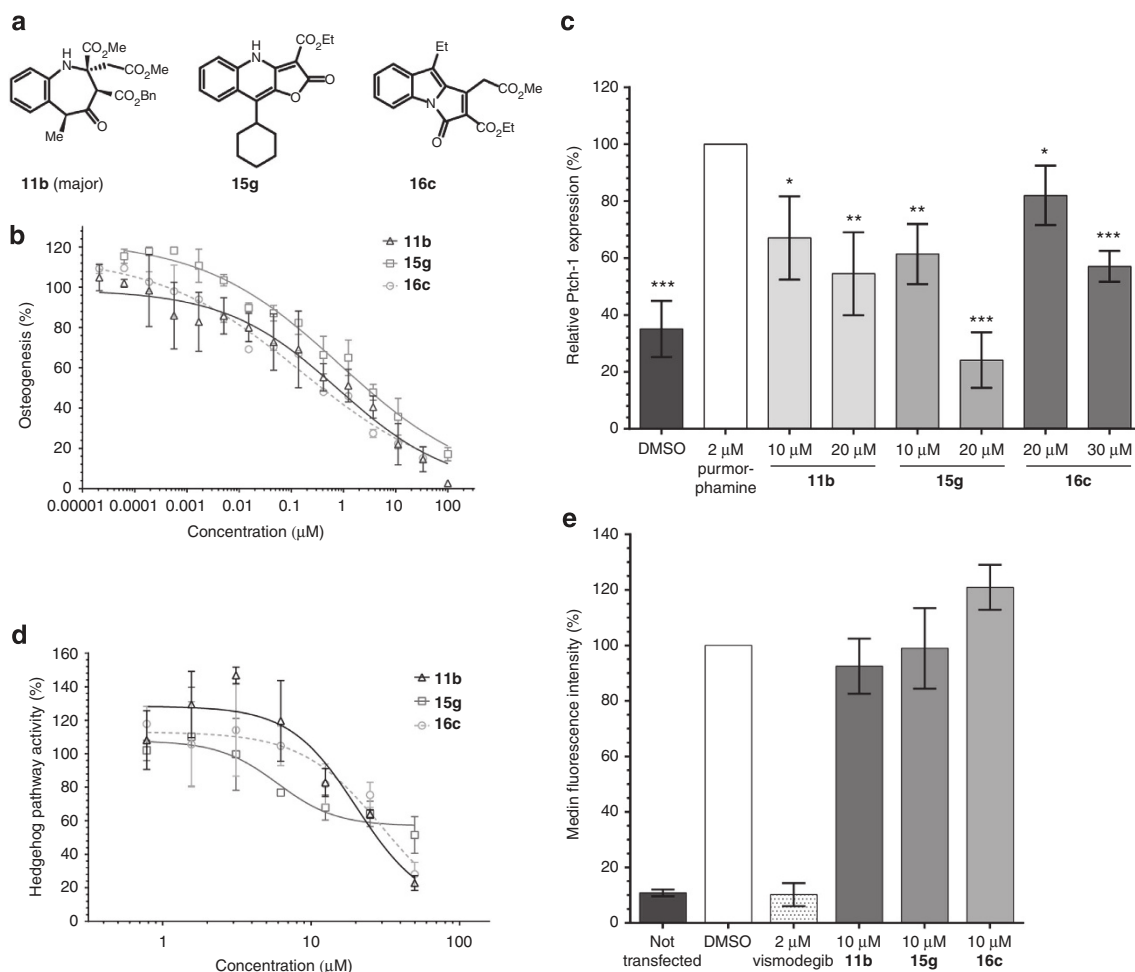 a
H
N
CO2Me
CO2Me
CO2Bn
Me
O
11b (major)
H
N
CO2Et
O
O
15g
Et
N
O
CO2Me
CO2Et
16c
b
120
100
80
60
40
20
0
Osteogenesis (%)
11b
15g
16c
0.00001 0.0001 0.001 0.01 0.1 1 10 100
Concentration (μM)
c
120
100
80
60
40
20
0
Relative Ptch-1 expression (%)
***
*
**
**
***
*
***
DMSO 2 μM 10 μM 20 μM 10 μM 20 μM 20 μM 30 μM
purmor-
phamine
11b 15g 16c
d
160
140
120
100
80
60
40
20
0
Hedgehog pathway activity (%)
11b
15g
16c
1 10 100
Concentration (μM)
e
140
120
100
80
60
40
20
10
0
Medin fluorescence intensity (%)
Not DMSO 2 μM 10 μM 10 μM 10 μM
transfected vismodegib 11b 15g 16c